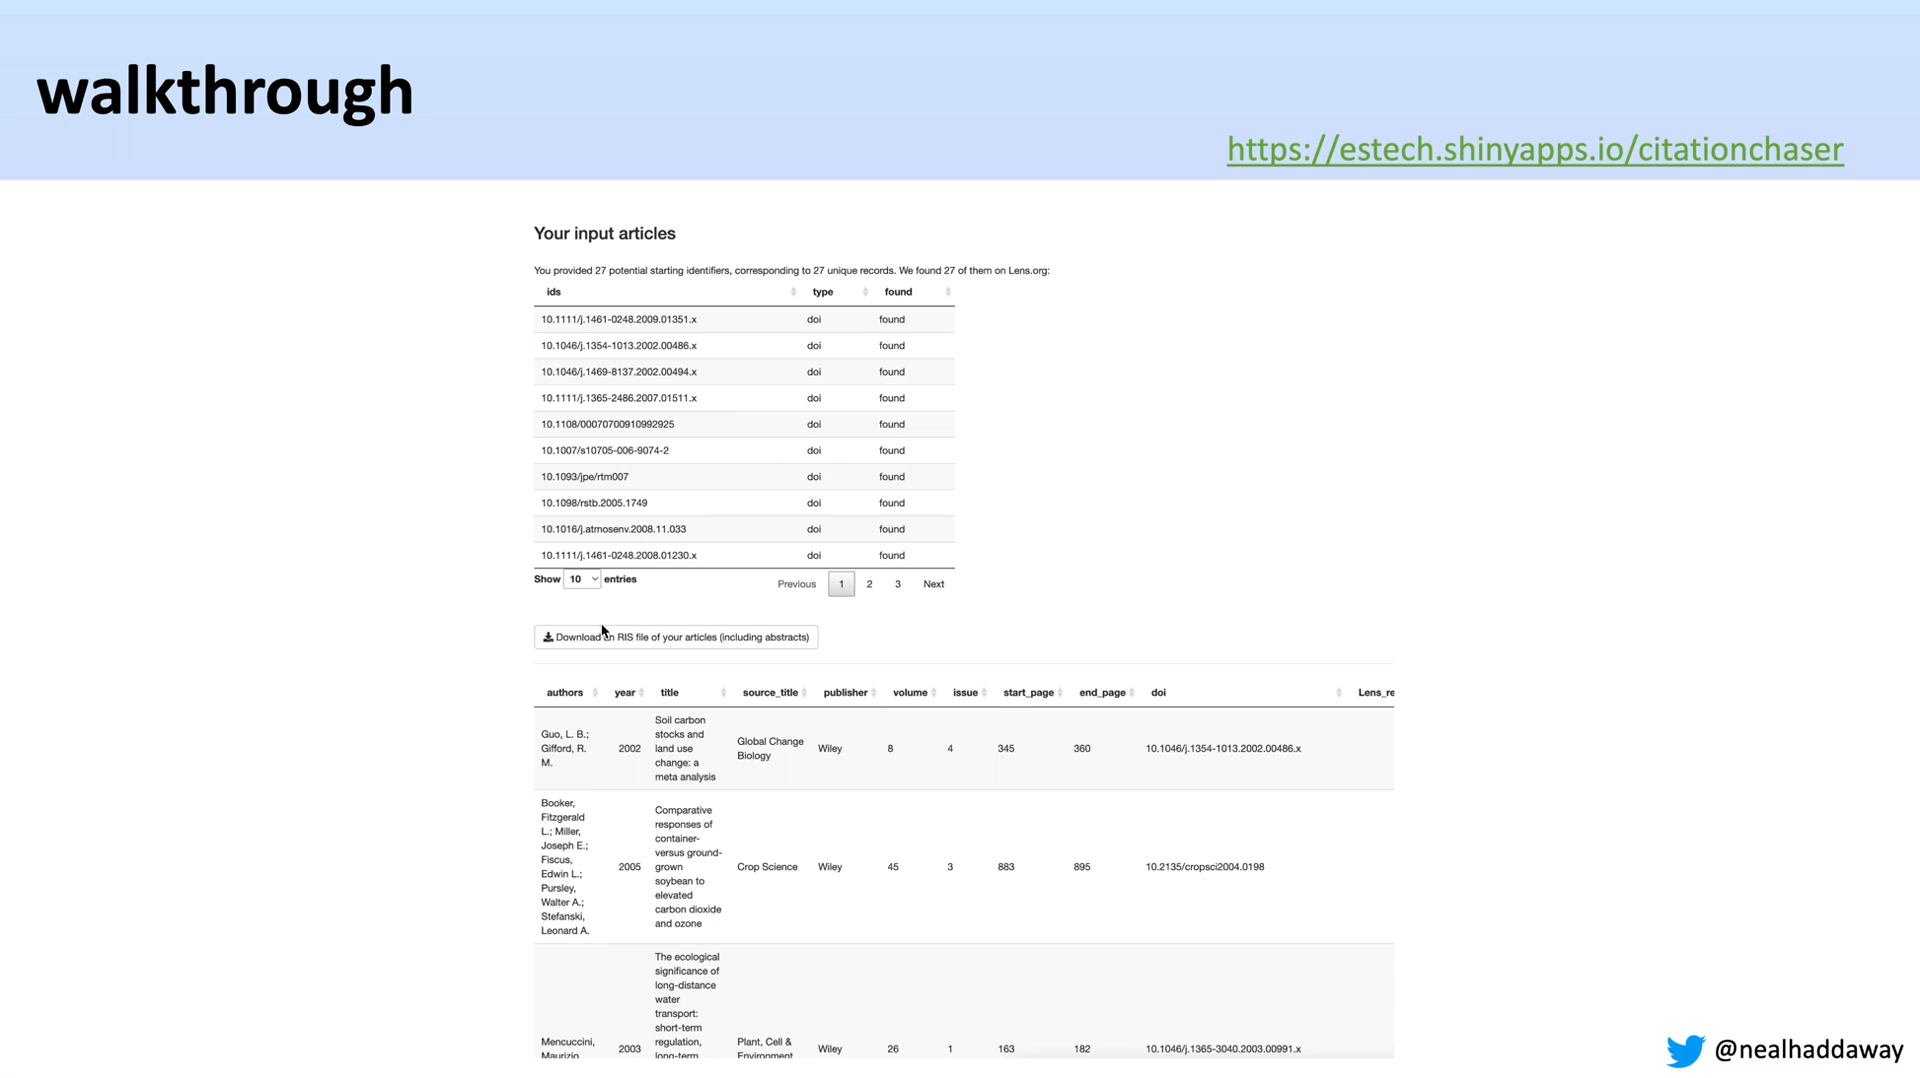 walkthrough
https://estech.shinyapps.io/citationchaser
Your input articles
You provided 27 potential starting identifiers, corresponding to 27 unique records. We found 27 of them on Lens.org:
ids type found
10.1111/j.1461-0248.2009.01351.x doi found
10.1046/j.1354-1013.2002.00486.x doi found
10.1046/j.1469-8137.2002.00494.x doi found
10.1111/j.1365-2486.2007.01511.x doi found
10.1108/00070700910992925 doi found
10.1007/s10705-006-9074-2 doi found
10.1093/jpe/rtm007 doi found
10.1098/rstb.2005.1749 doi found
10.1016/j.atmosenv.2008.11.033 doi found
10.1111/j.1461-0248.2008.01230.x doi found
Show 10 entries Previous 1 2 3 Next
Download an RIS file of your articles (including abstracts)
authors year title source_title publisher volume issue start_page end_page doi Lens_re
Guo, L. B.;
Gifford, R.
M.
2002
Soil carbon
stocks and
land use
change: a
meta analysis
Global Change
Biology
Wiley 8 4 345 360 10.1046/j.1354-1013.2002.00486.x
Booker,
Fitzgerald
L.; Miller,
Joseph E.;
Fiscus,
Edwin L.;
Pursley,
Walter A.;
Stefanski,
Leonard A.
2005
Comparative
responses of
container-
versus ground-
grown
soybean to
elevated
carbon dioxide
and ozone
Crop Science Wiley 45 3 883 895 10.2135/cropsci2004.0198
Mencuccini,
Maurizio
2003
The ecological
significance of
long-distance
water
transport:
short-term
regulation,
long-term
Plant, Cell &
Environment
Wiley 26 1 163 182 10.1046/j.1365-3040.2003.00991.x
@nealhaddaway